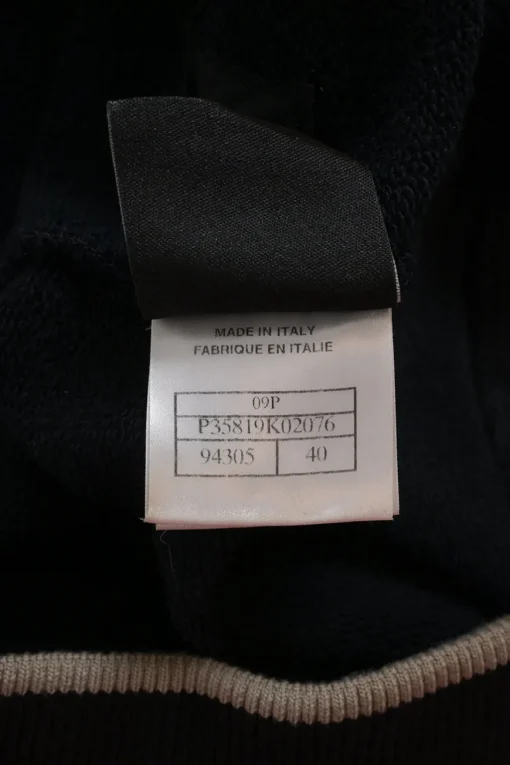 MADE IN ITALY
FABRIQUE EN ITALIE
09P
P35819K02076
94305 40